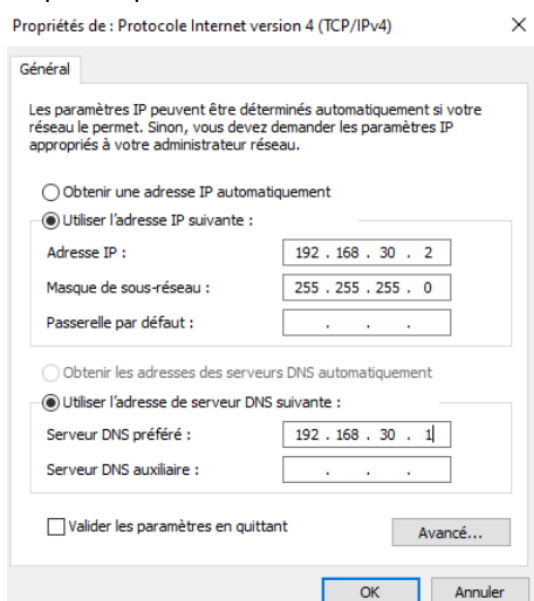 Propriétés de : Protocole Internet version 4 (TCP/IPv4)
Général
Les paramètres IP peuvent être déterminés automatiquement si votre
réseau le permet. Sinon, vous devez demander les paramètres IP
appropriés à votre administrateur réseau.
Obtenir une adresse IP automatiquement
Utiliser l'adresse IP suivante :
Adresse IP : 192 . 168 . 30 . 2
Masque de sous-réseau : 255 . 255 . 255 . 0
Passerelle par défaut : . . .
Obtenir les adresses des serveurs DNS automatiquement
Utiliser l'adresse de serveur DNS suivante :
Serveur DNS préféré : 192 . 168 . 30 . 1
Serveur DNS auxiliaire : . . .
Valider les paramètres en quittant Avancé...
OK Annuler